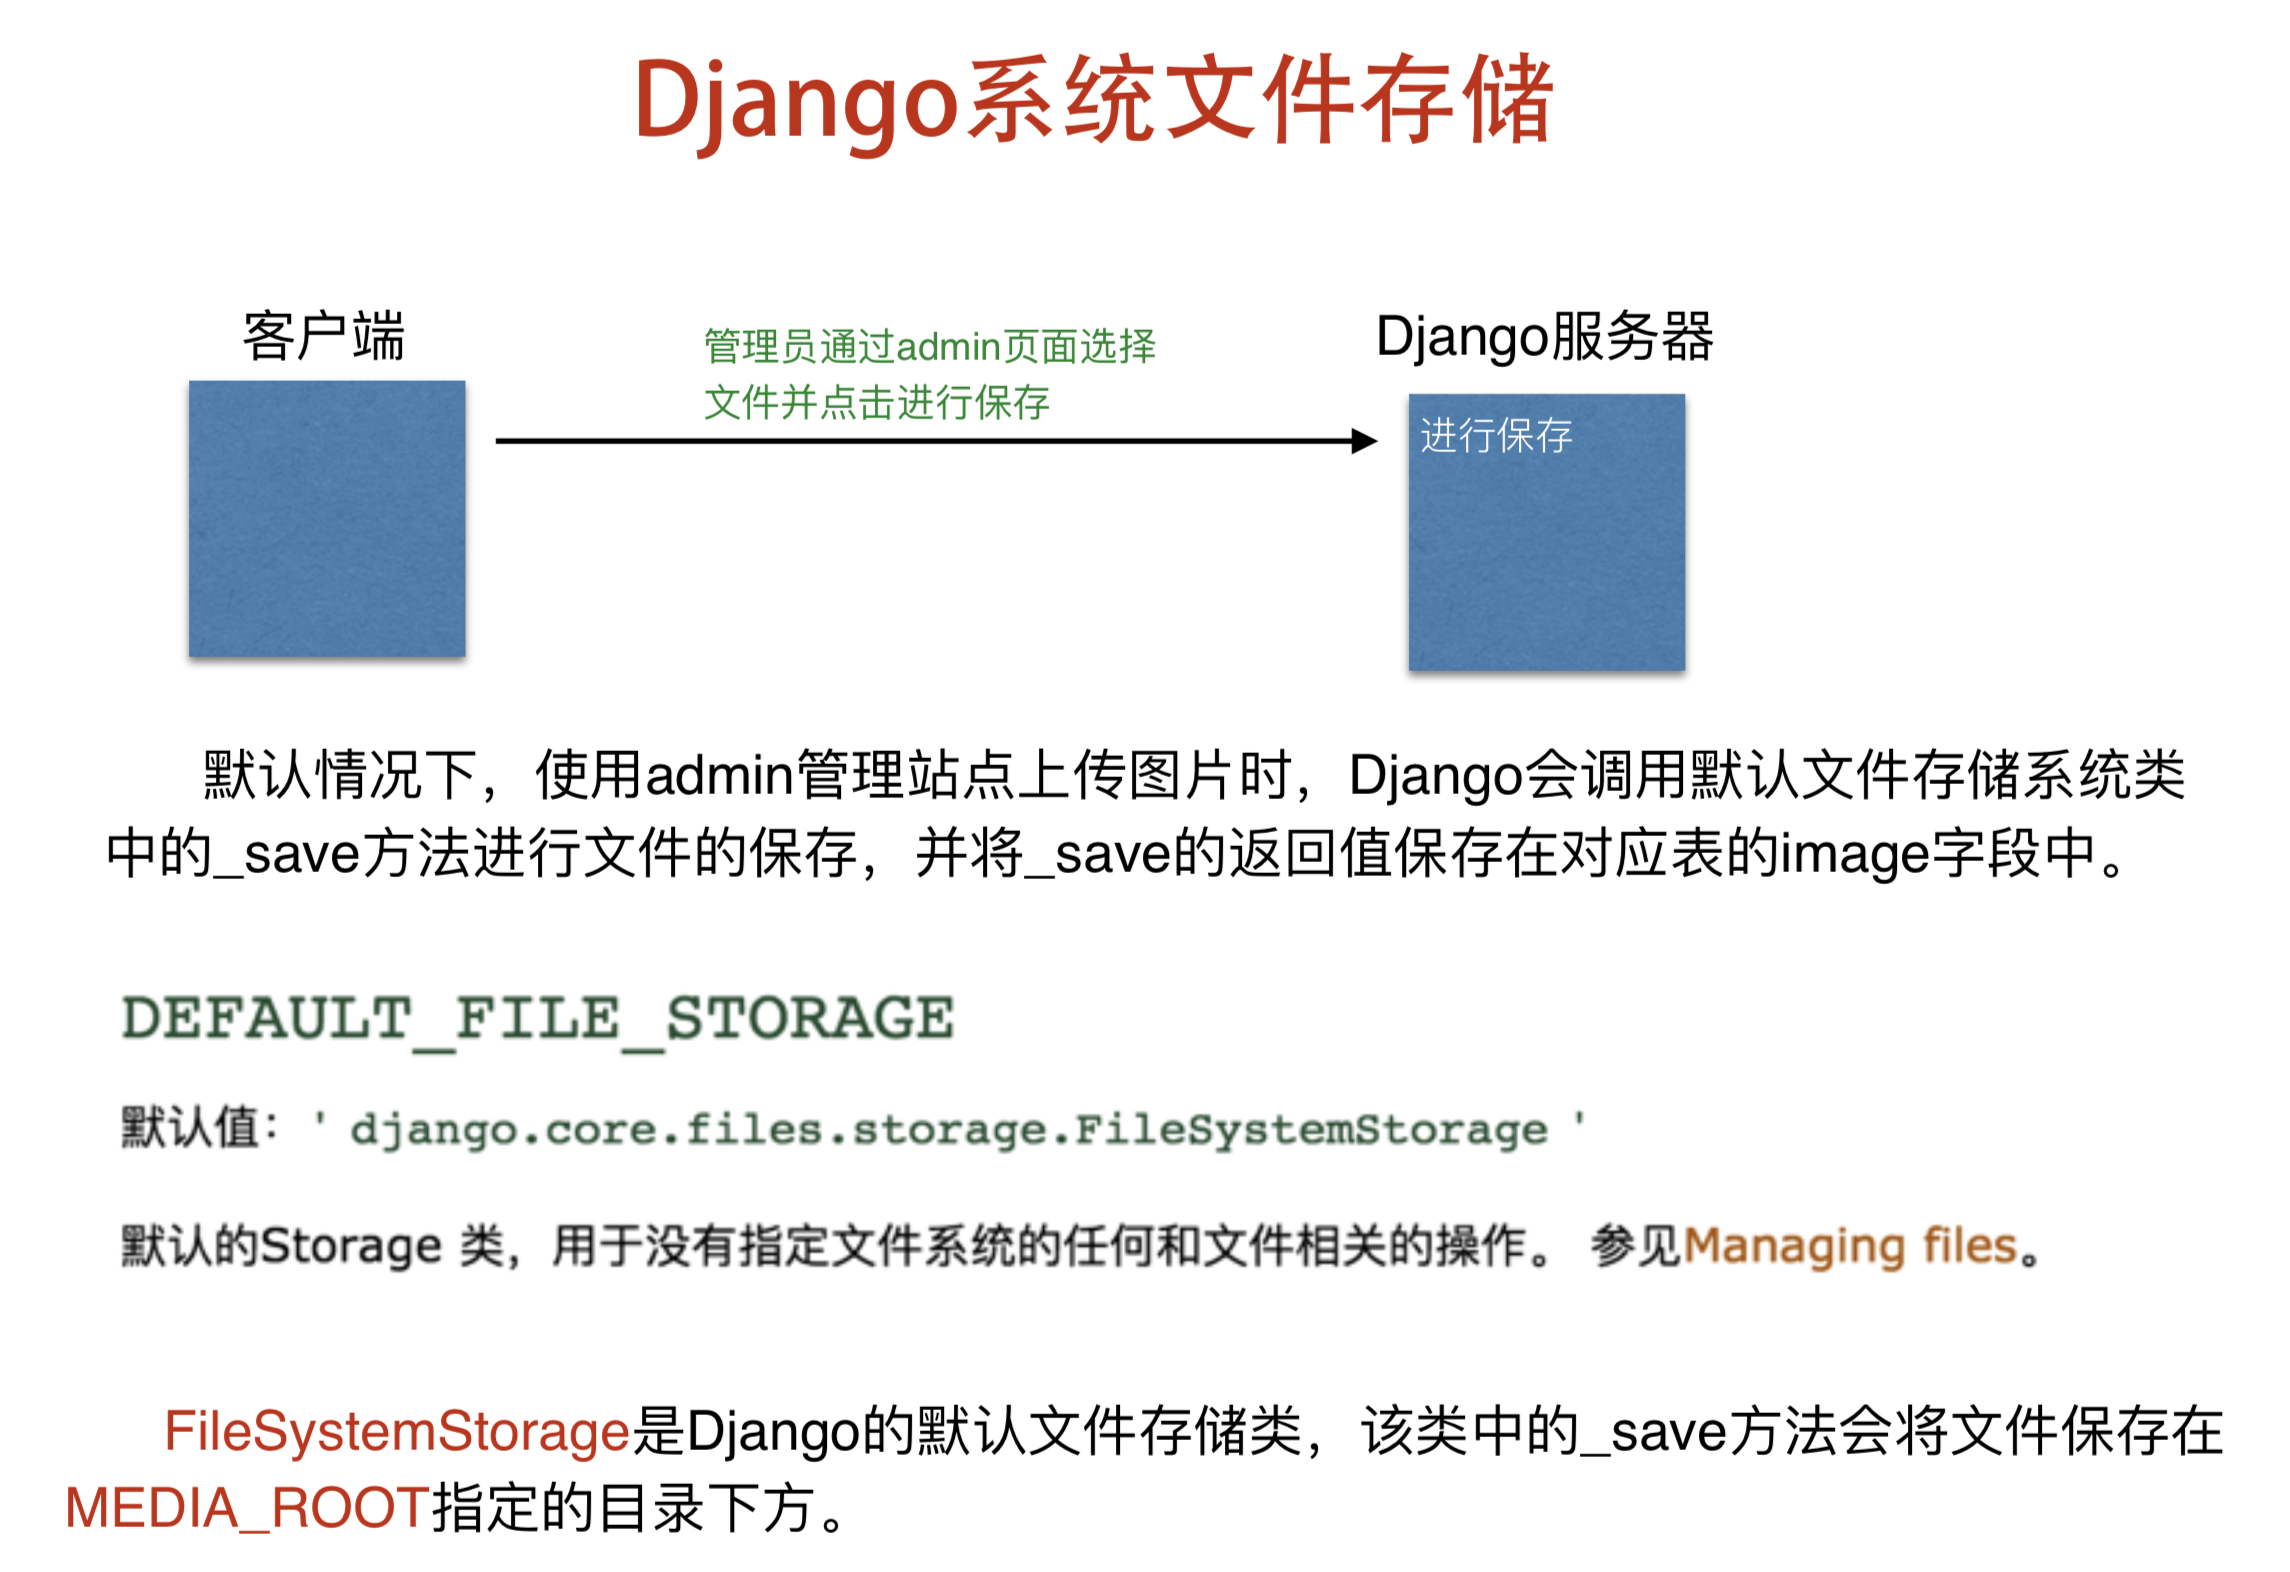 Django系统文件存储
客户端
管理员通过admin页面选择
文件并点击进行保存
Django服务器
进行保存
默认情况下，使用admin管理站点上传图片时，Django会调用默认文件存储系统类
中的_save方法进行文件的保存，并将_save的返回值保存在对应表的image字段中。
DEFAULT_FILE_STORAGE
默认值：' django.core.files.storage.FileSystemStorage '
默认的Storage 类，用于没有指定文件系统的任何和文件相关的操作。 参见Managing files。
FileSystemStorage是Django的默认文件存储类，该类中的_save方法会将文件保存在
MEDIA_ROOT指定的目录下方。